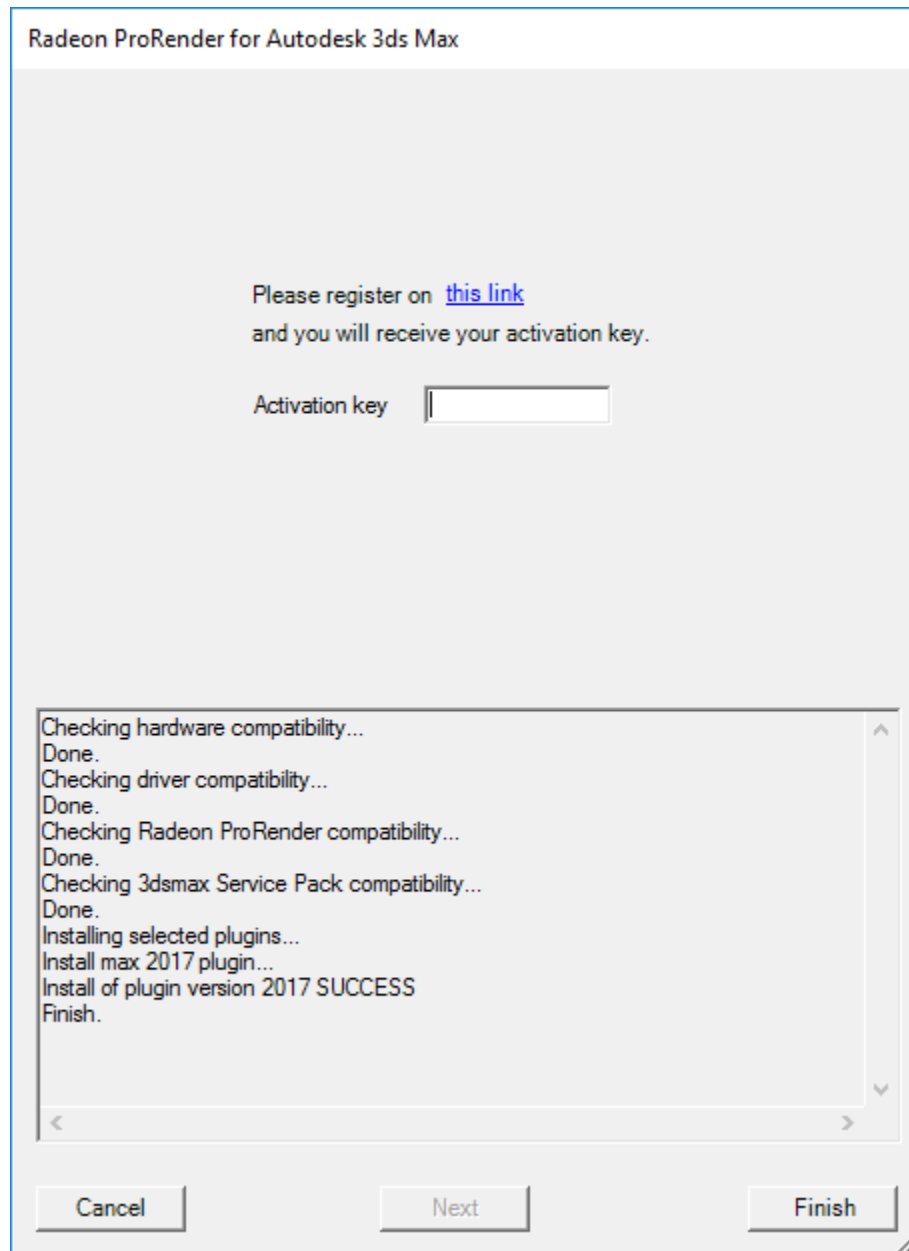 Radeon ProRender for Autodesk 3ds Max
Please register on this link
and you will receive your activation key.
Activation key
Checking hardware compatibility...
Done.
Checking driver compatibility...
Done.
Checking Radeon ProRender compatibility...
Done.
Checking 3dsmax Service Pack compatibility...
Done.
Installing selected plugins...
Install max 2017 plugin...
Install of plugin version 2017 SUCCESS
Finish.
Cancel Next Finish